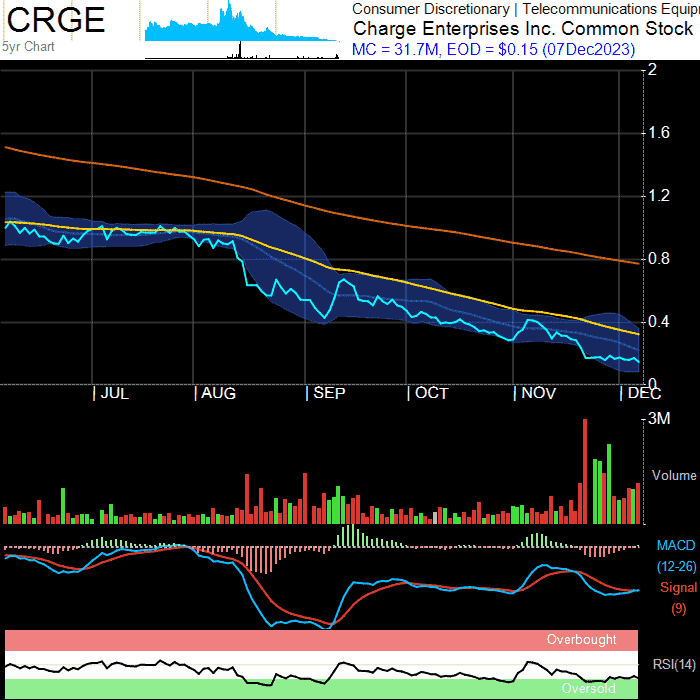 CRGE
5yr Chart
Consumer Discretionary | Telecommunications Equip
Charge Enterprises Inc. Common Stock
MC = 31.7M, EOD = $0.15 (07Dec2023)
2
1.6
1.2
0.8
0.4
0
JUL AUG SEP OCT NOV DEC
3M
Volume
MACD
(12-26)
Signal
(9)
Overbought
RSI(14)
Oversold